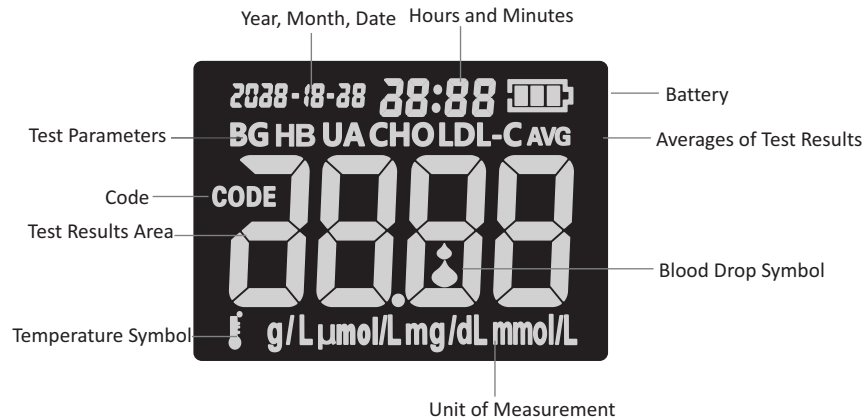 Year, Month, Date Hours and Minutes
2038-18-38 38:88
Battery
Test Parameters
BG HB UA CHO LDL-C AVG
Averages of Test Results
Code
CODE
Test Results Area
38.88
Blood Drop Symbol
Temperature Symbol
g/L μmol/L mg/dL mmol/L
Unit of Measurement